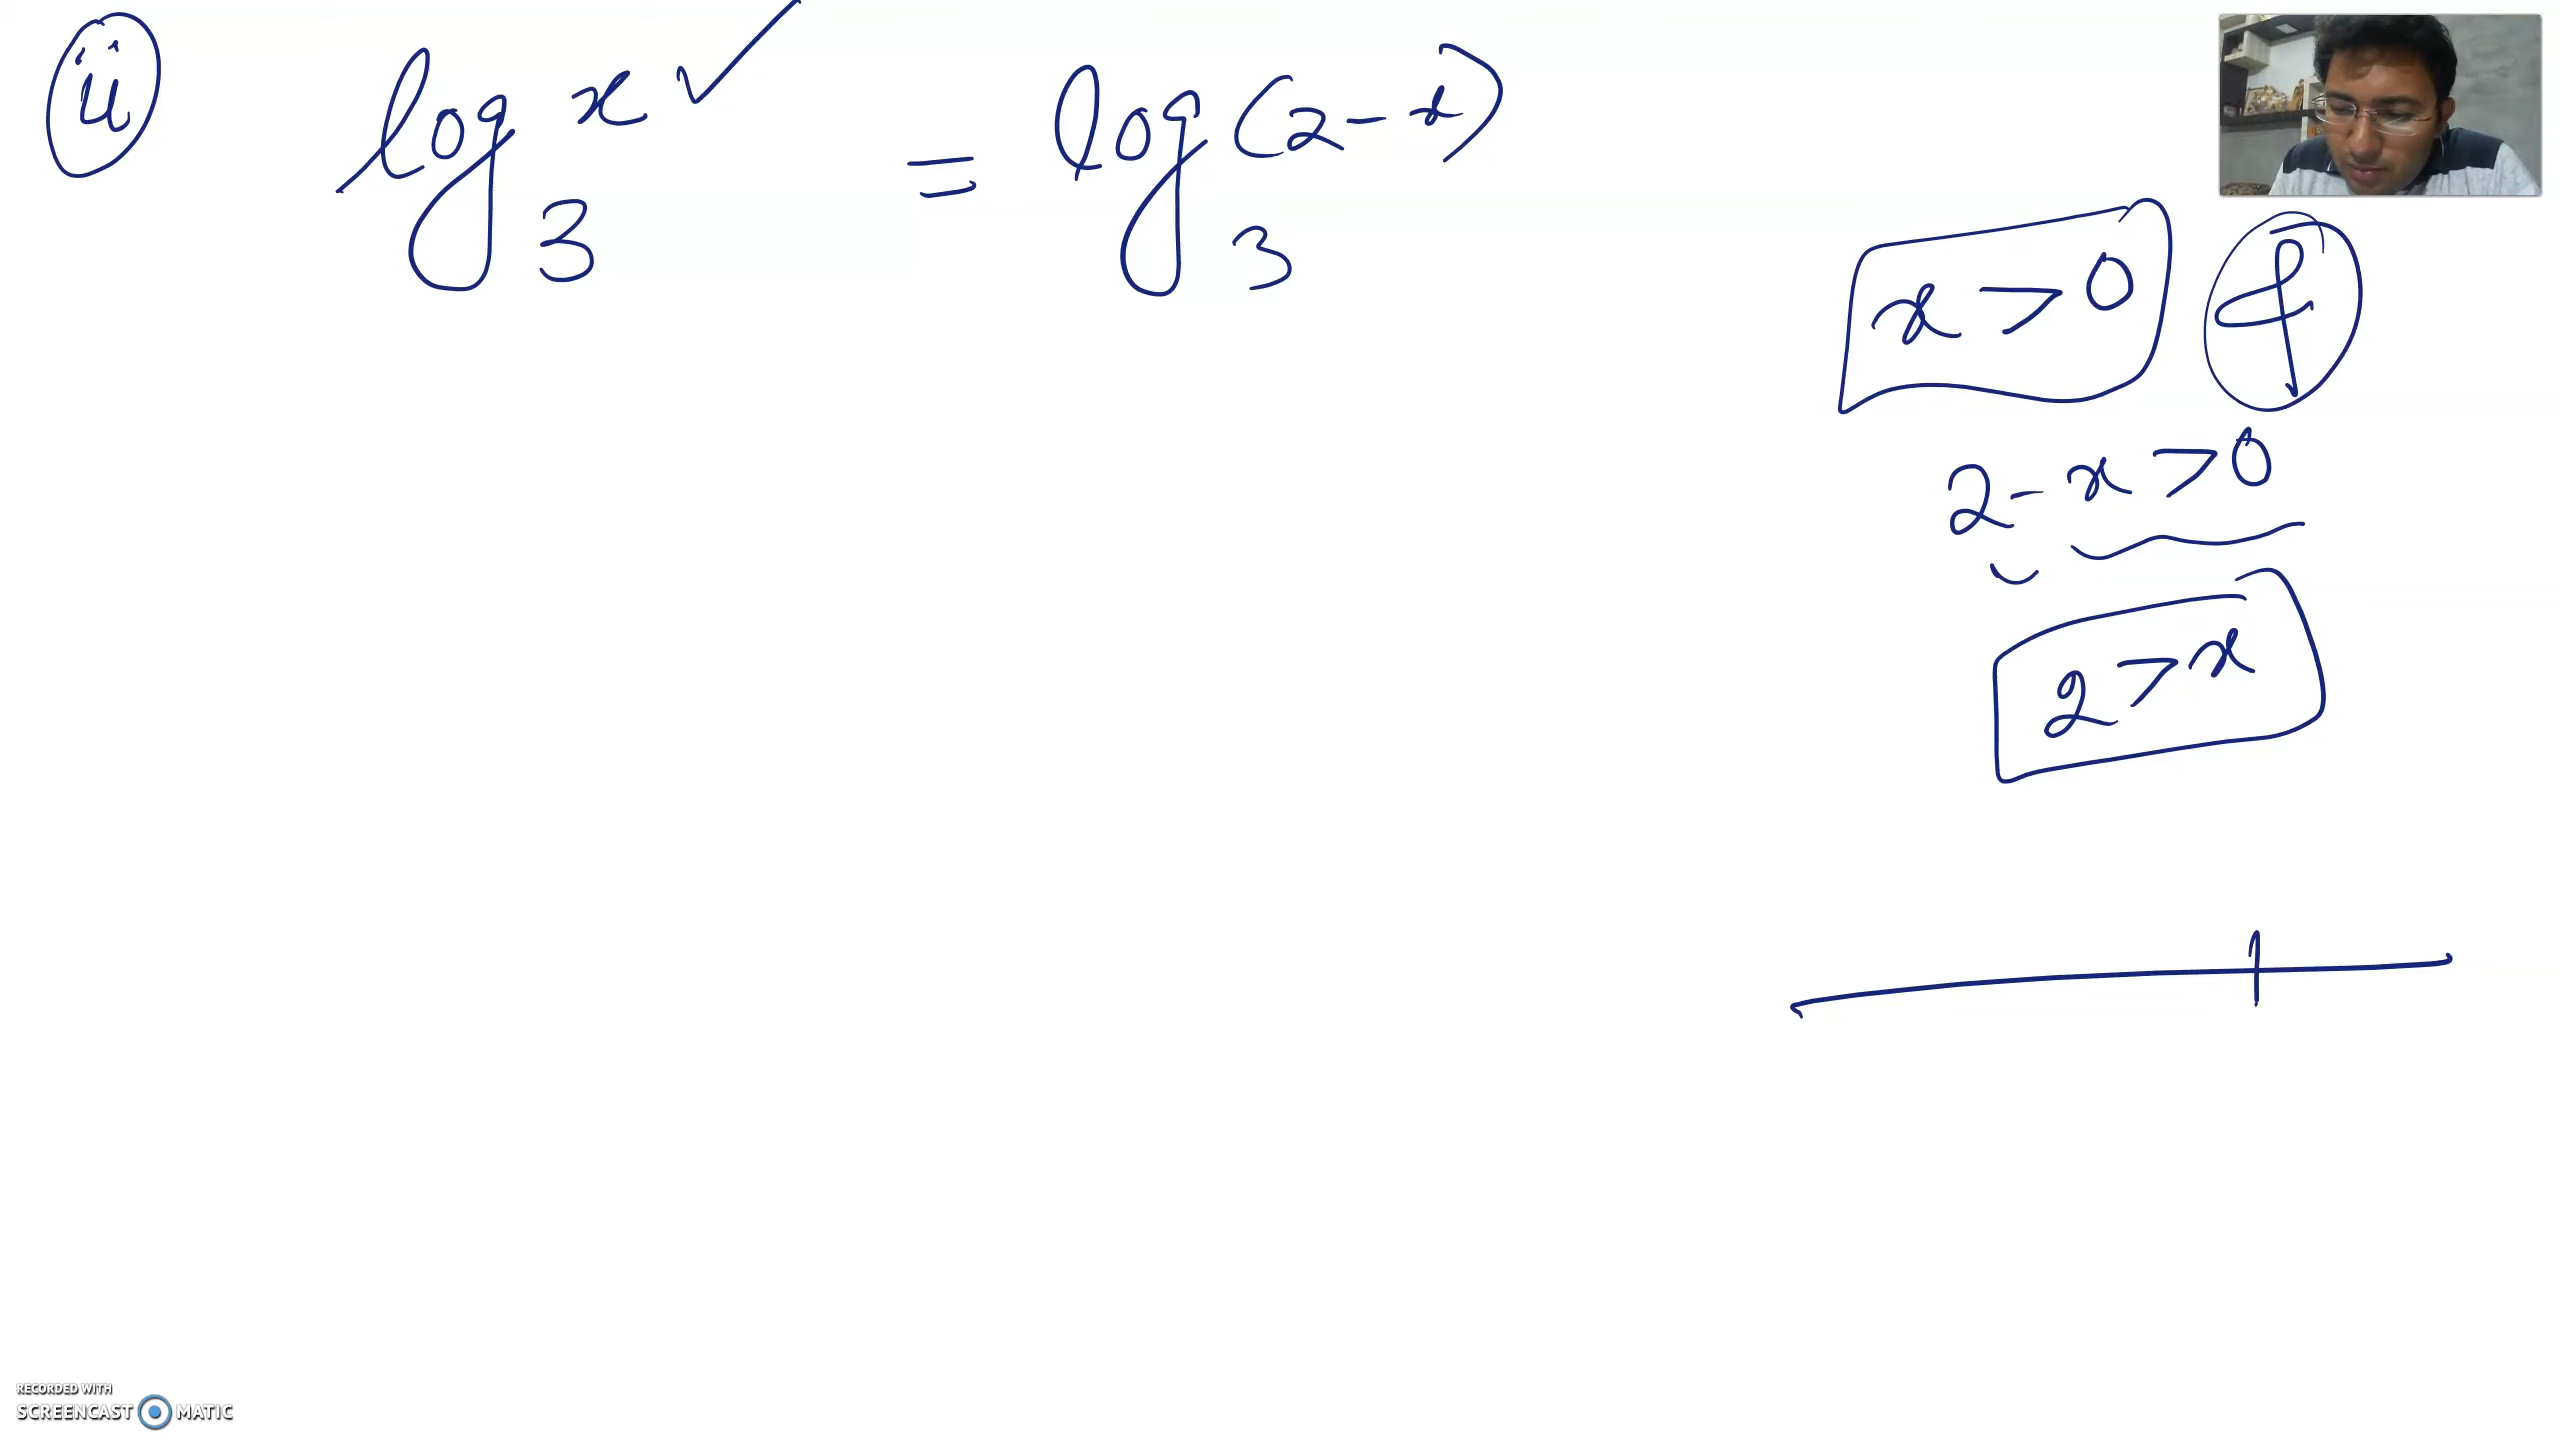 ii log₃ x = log₃ (2-x)
x > 0 &
2-x > 0
2 > x
RECORDED WITH
SCREENCAST MATIC